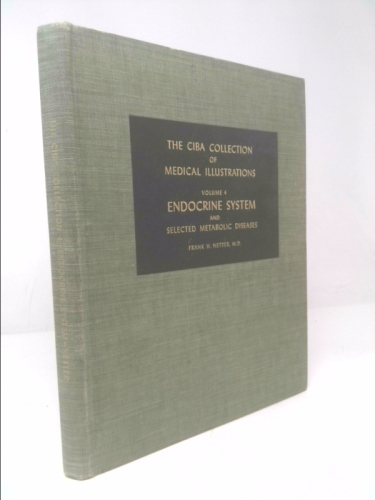 THE CIBA COLLECTION
OF
MEDICAL ILLUSTRATIONS
VOLUME 4
ENDOCRINE SYSTEM
AND
SELECTED METABOLIC DISEASES
FRANK H. NETTER, M.D.